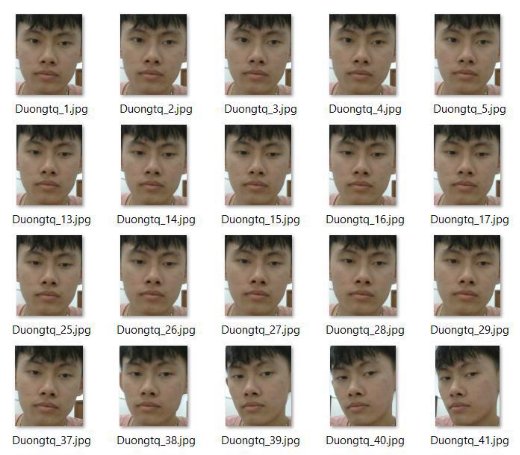 Duongtq_1.jpg Duongtq_2.jpg Duongtq_3.jpg Duongtq_4.jpg Duongtq_5.jpg
Duongtq_13.jpg Duongtq_14.jpg Duongtq_15.jpg Duongtq_16.jpg Duongtq_17.jpg
Duongtq_25.jpg Duongtq_26.jpg Duongtq_27.jpg Duongtq_28.jpg Duongtq_29.jpg
Duongtq_37.jpg Duongtq_38.jpg Duongtq_39.jpg Duongtq_40.jpg Duongtq_41.jpg